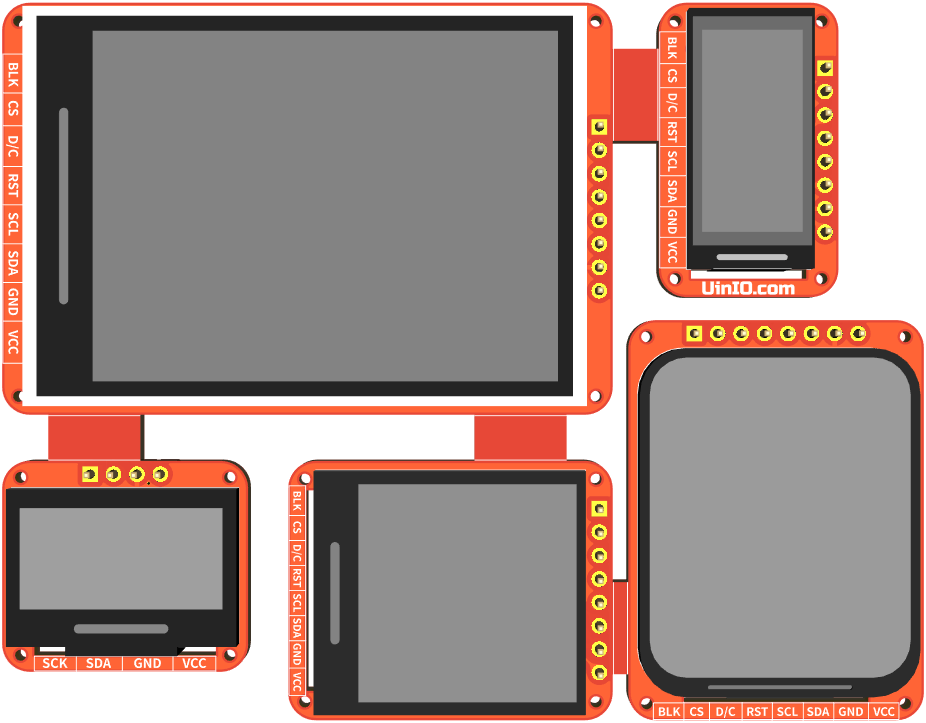 BLK
CS
D/C
RST
SCL
SDA
GND
VCC
BLK
CS
D/C
RST
SCL
SDA
GND
VCC
UinIO.com
SCK SDA GND VCC
BLK
CS
D/C
RST
SCL
SDA
GND
VCC
BLK CS D/C RST SCL SDA GND VCC